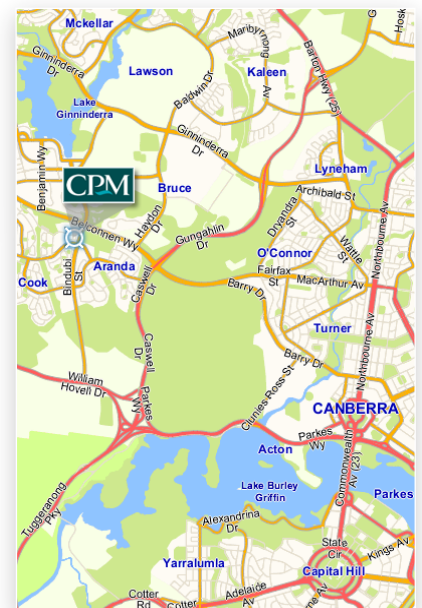 Mckellar
Ginninderra
Dr
Lawson
Maribyrnong
Av
Kaleen
Barton Hwy (25)
G
Hosk
Baldwin Dr
Lake
Ginninderra
Ginninderra
Dr
Lyneham
Benjamin Wy
CPM
Bruce
Archibald St
Haydon
Dr
Dryandra
St
Wattle
St
Northbourne Av
Belconnen Wy
Gungahlin
Dr
O'Connor
Aranda
Fairfax
St
MacArthur Av
Cook
Bindubi
St
Caswell
Dr
Barry Dr
Turner
Caswell
Dr
Barry Dr
Northbourne Av
William
Hovell Dr
Parkes
Wy
Clunies Ross St
CANBERRA
Parkes
Wy
Acton
Commonwealth
Av (23)
Lake Burley
Griffin
Parkes
Tuggeranong
Pky
Alexandrina
Dr
State
Cir
Kings Av
Yarralumla
Capital Hill
Adelaide
Av
Cotter
Rd
Cotter